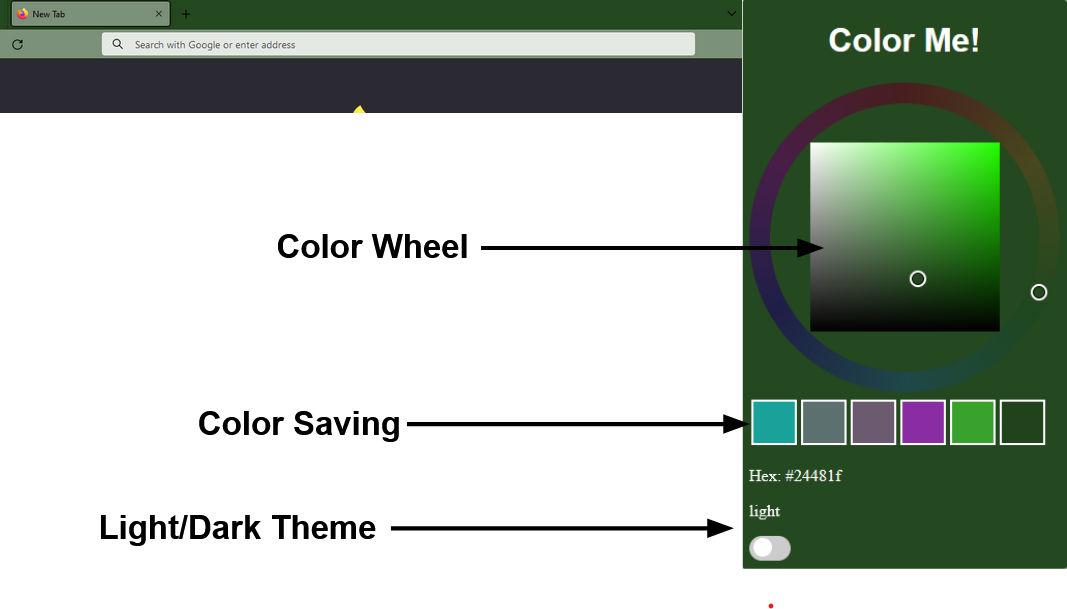 New Tab
Search with Google or enter address
Color Me!
Color Wheel
Color Saving
Hex: #24481f
light
Light/Dark Theme